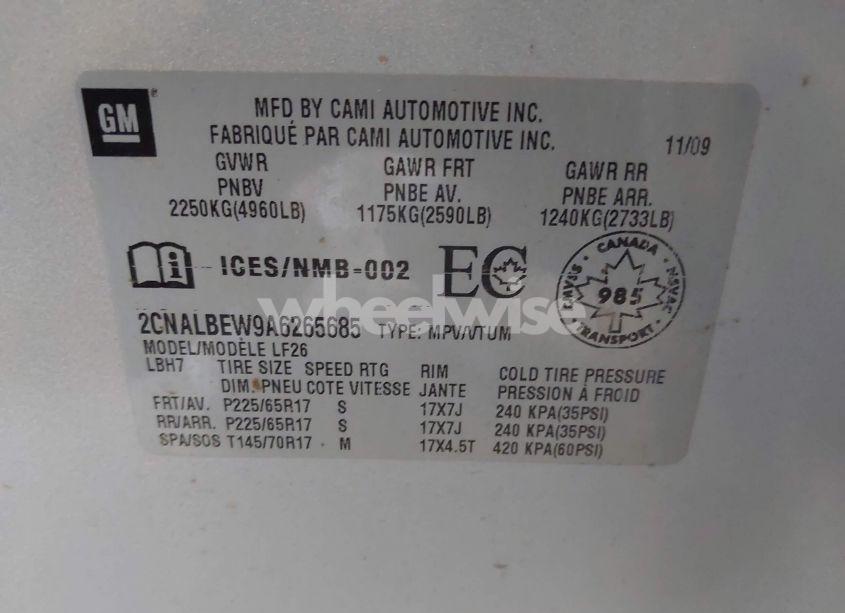 GM
MFD BY CAMI AUTOMOTIVE INC.
FABRIQUÉ PAR CAMI AUTOMOTIVE INC.
11/09
GVWR GAWR FRT GAWR RR
PNBV PNBE AV. PNBE ARR.
2250KG(4960LB) 1175KG(2590LB) 1240KG(2733LB)
i ICES/NMB-002 EC
CANADA
S.MVSS - NSVAC
985
TRANSPORT
wheelwise
2CNALBEW9A6265685 TYPE: MPV/VTUM
MODEL/MODÈLE LF26
LBH7 TIRE SIZE SPEED RTG RIM COLD TIRE PRESSURE
DIM. PNEU COTE VITESSE JANTE PRESSION À FROID
FRT/AV. P225/65R17 S 17X7J 240 KPA(35PSI)
RR/ARR. P225/65R17 S 17X7J 240 KPA(35PSI)
SPA/SOS T145/70R17 M 17X4.5T 420 KPA(60PSI)